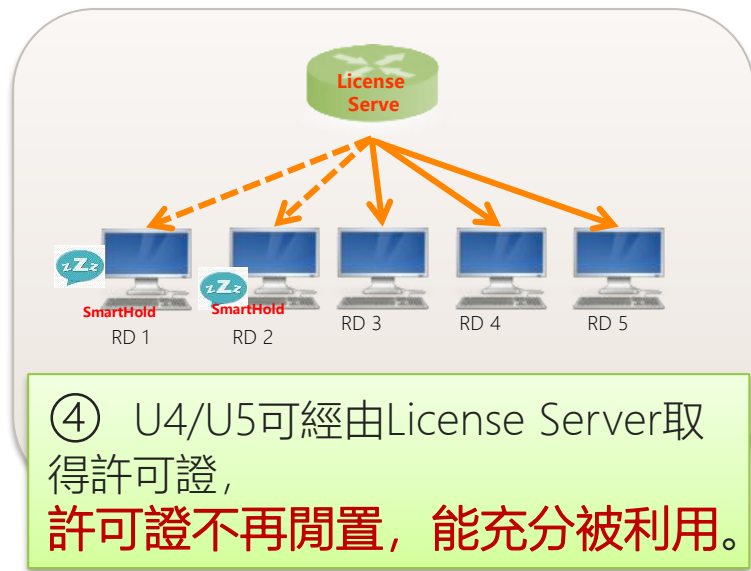 License
Serve
zZz
zZz
SmartHold
SmartHold
RD 1
RD 2
RD 3
RD 4
RD 5
④ U4/U5可經由License Server取
得許可證,
許可證不再閒置，能充分被利用。